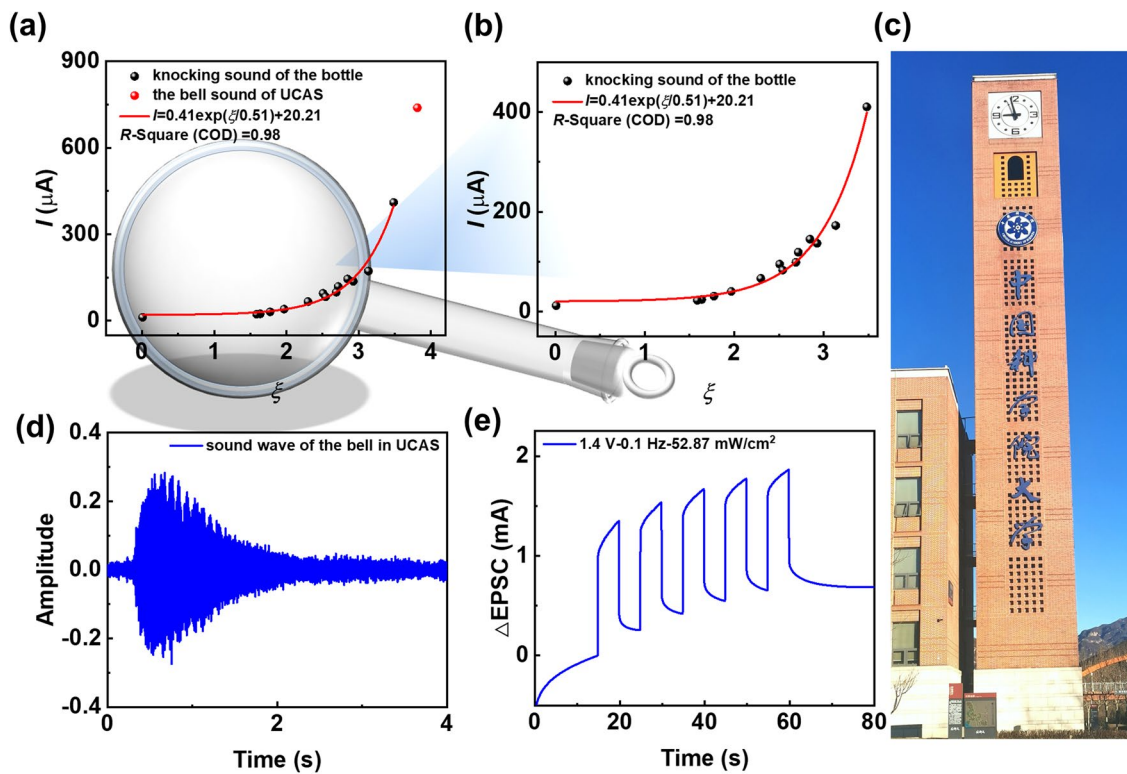 (a)
900
600
300
0
I (μA)
knocking sound of the bottle
the bell sound of UCAS
I=0.41exp(ξ/0.51)+20.21
R-Square (COD) =0.98
0 1 2 3 4
ξ
(b)
400
200
0
I (μA)
knocking sound of the bottle
I=0.41exp(ξ/0.51)+20.21
R-Square (COD) =0.98
0 1 2 3
ξ
(c)
12
9 3
6
中
国
科
学
院
大
学
(d)
0.4
0.2
0.0
-0.2
-0.4
Amplitude
sound wave of the bell in UCAS
0 2 4
Time (s)
(e)
2
1
0
△EPSC (mA)
1.4 V-0.1 Hz-52.87 mW/cm²
0 20 40 60 80
Time (s)